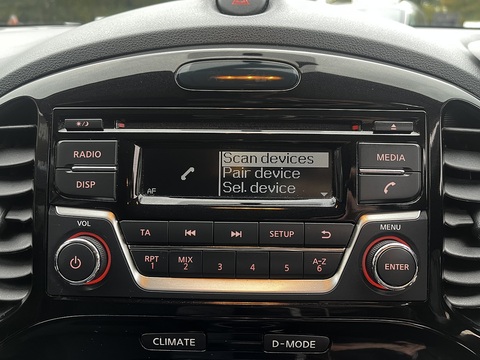 RADIO
DISP
AF
Scan devices
Pair device
Sel. device
MEDIA
VOL
TA
SETUP
MENU
RPT
1
MIX
2
3
4
5
A-Z
6
ENTER
CLIMATE
D-MODE